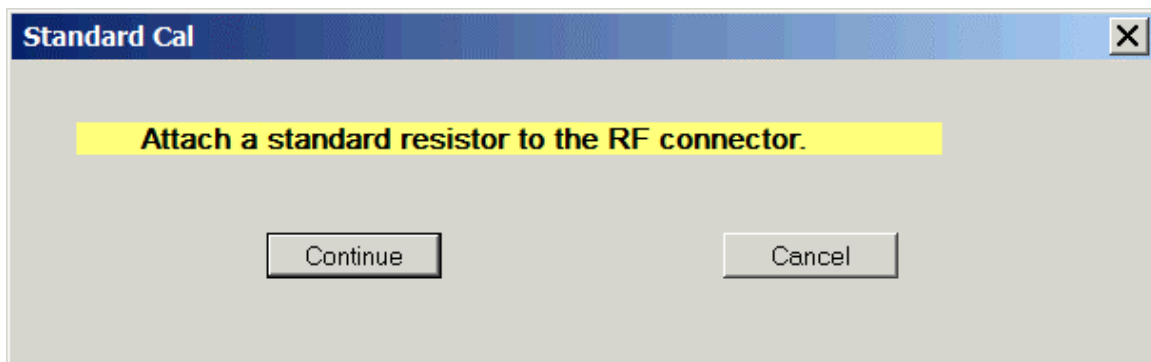 Standard Cal
Attach a standard resistor to the RF connector.
Continue
Cancel